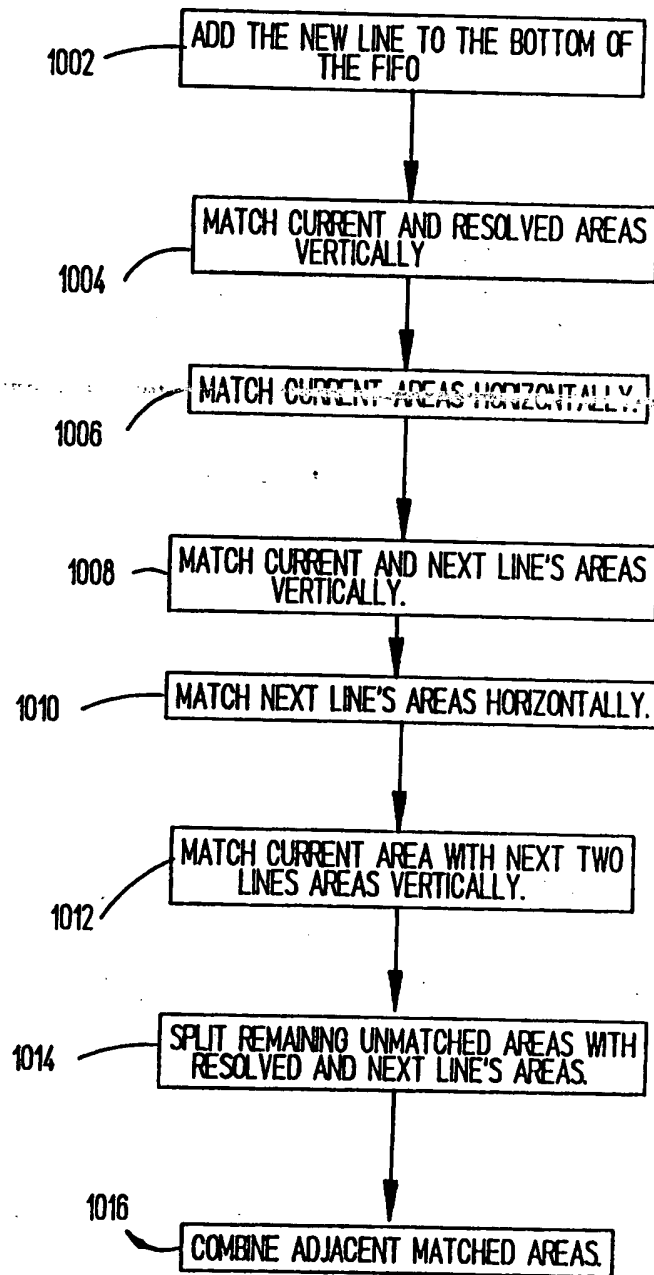 1002
ADD THE NEW LINE TO THE BOTTOM OF
THE FIFO
1004
MATCH CURRENT AND RESOLVED AREAS
VERTICALLY
1006
MATCH CURRENT AREAS HORIZONTALLY.
1008
MATCH CURRENT AND NEXT LINE'S AREAS
VERTICALLY.
1010
MATCH NEXT LINE'S AREAS HORIZONTALLY.
1012
MATCH CURRENT AREA WITH NEXT TWO
LINES AREAS VERTICALLY.
1014
SPLIT REMAINING UNMATCHED AREAS WITH
RESOLVED AND NEXT LINE'S AREAS.
1016
COMBINE ADJACENT MATCHED AREAS.